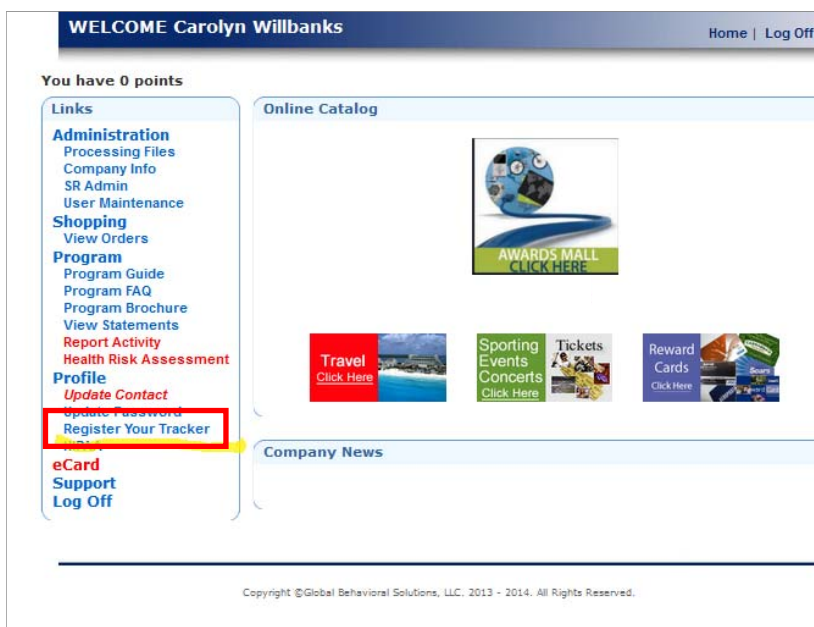 WELCOME Carolyn Willbanks
Home | Log Off
You have 0 points
Links
Administration
Processing Files
Company Info
SR Admin
User Maintenance
Shopping
View Orders
Program
Program Guide
Program FAQ
Program Brochure
View Statements
Report Activity
Health Risk Assessment
Profile
Update Contact
Update Password
Register Your Tracker
eCard
Support
Log Off
Online Catalog
AWARDS MALL
CLICK HERE
Travel
Click Here
Sporting
Events
Concerts
Click Here
Tickets
Reward
Cards
Click Here
Sears
Company News
Copyright ©Global Behavioral Solutions, LLC. 2013 - 2014. All Rights Reserved.